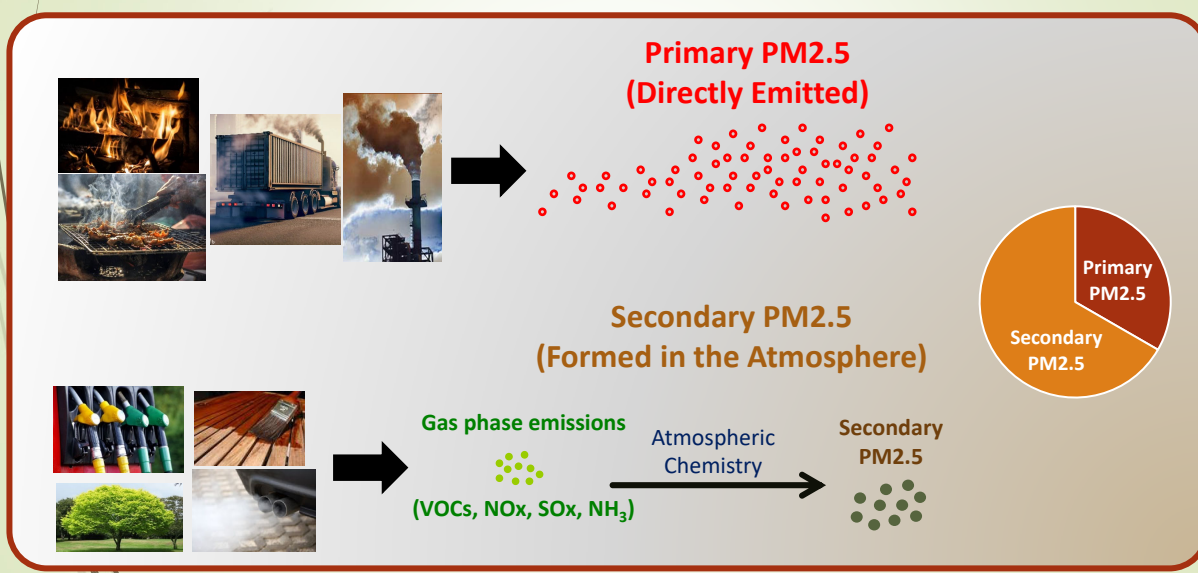 Primary PM2.5
(Directly Emitted)
Primary
PM2.5
Secondary
PM2.5
Secondary PM2.5
(Formed in the Atmosphere)
Gas phase emissions
(VOCs, NOx, SOx, NH₃)
Atmospheric
Chemistry
Secondary
PM2.5